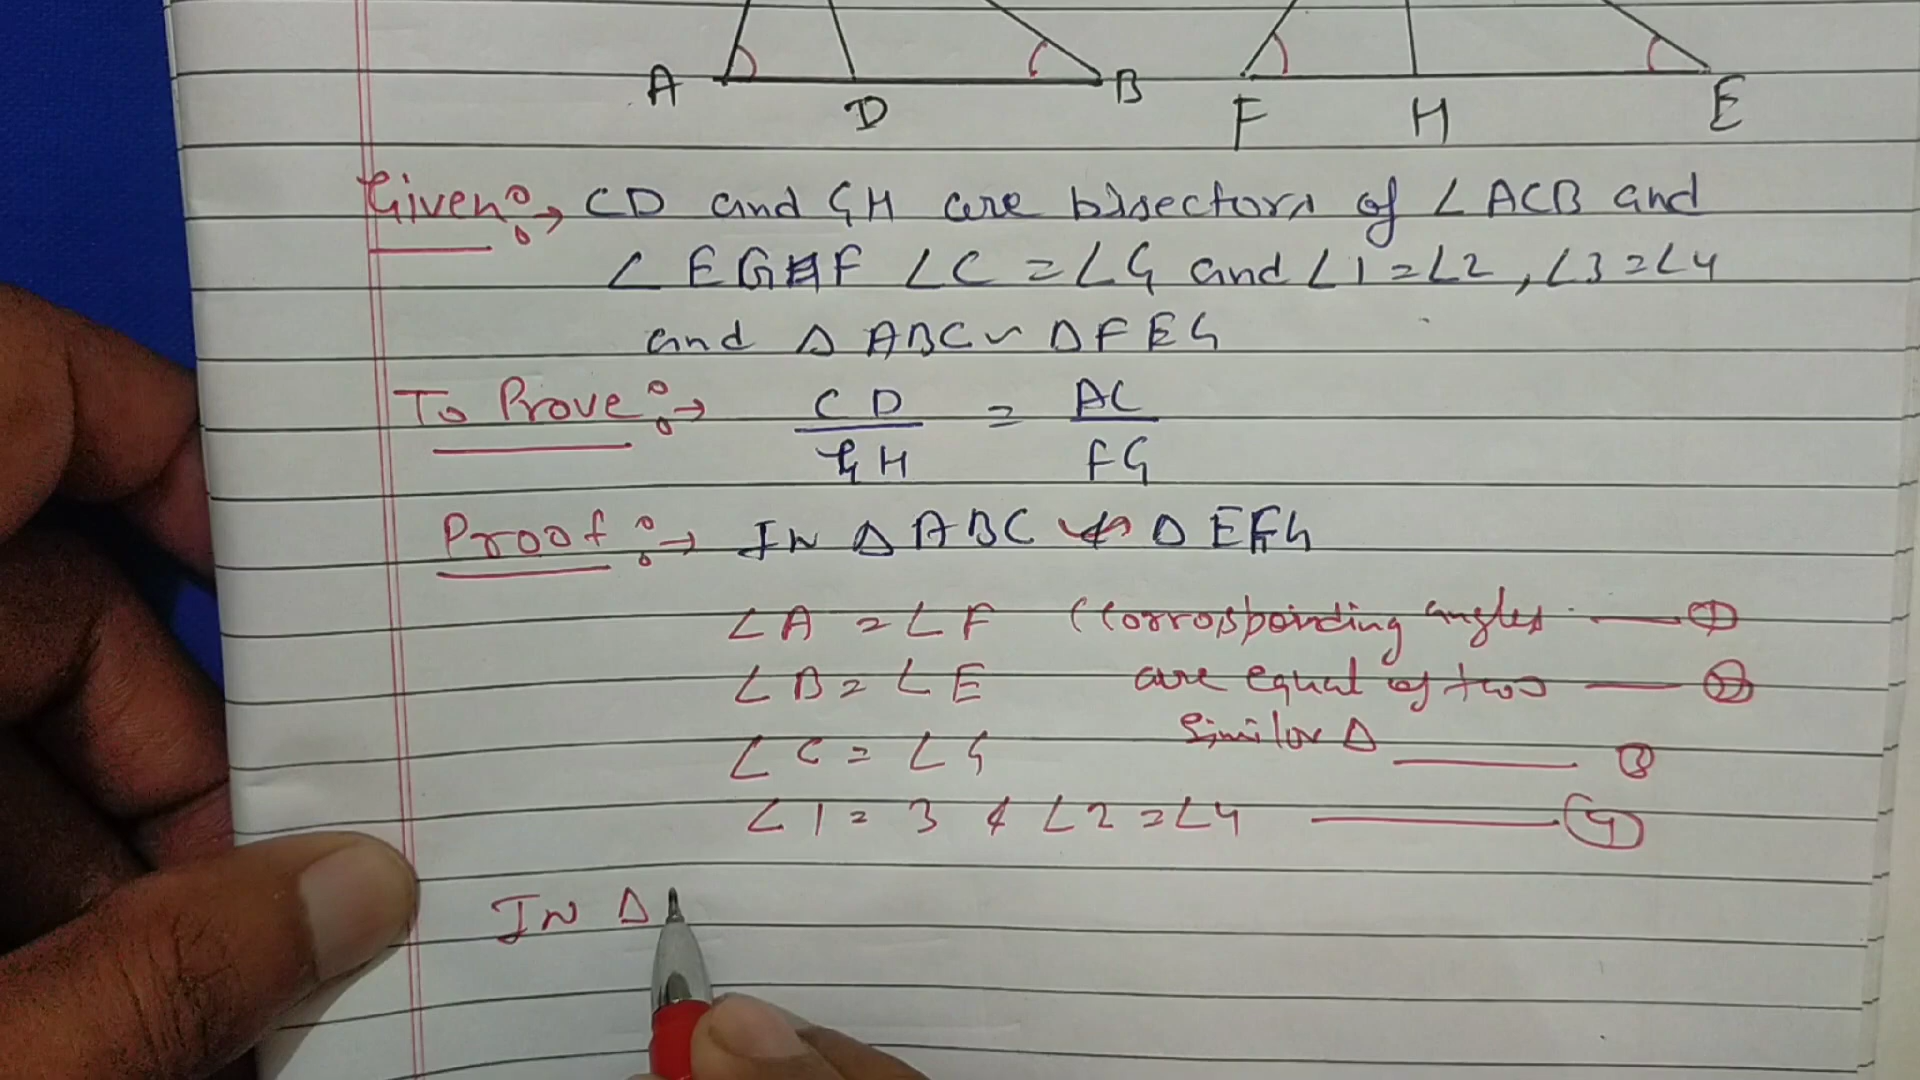 A D B F H E
Given :→ CD and GH are bisectors of ∠ACB and
∠EGF ∠C = ∠G and ∠1=∠2, ∠3=∠4
and Δ ABC ~ Δ FEG
To Prove :→ CD/GH = AC/FG
Proof :→ IN Δ ABC ↔ Δ EFG
∠A = ∠F (Corrosponding angles —— ①
∠B = ∠E are equal of two —— ②
∠C = ∠G Similar Δ —— ③
∠1 = 3 & ∠2 = ∠4 —— ④
IN Δ